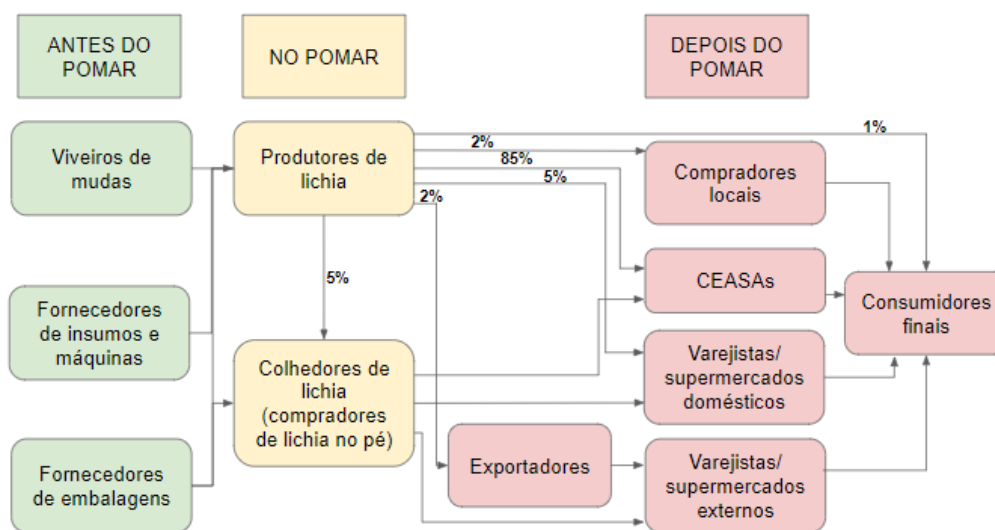 ANTES DO
POMAR
NO POMAR
DEPOIS DO
POMAR
Viveiros de
mudas
Produtores de
lichia
1%
2%
85%
5%
2%
Compradores
locais
5%
CEASAs
Consumidores
finais
Fornecedores
de insumos e
máquinas
Colhedores de
lichia
(compradores
de lichia no pé)
Varejistas/
supermercados
domésticos
Fornecedores
de embalagens
Exportadores
Varejistas/
supermercados
externos